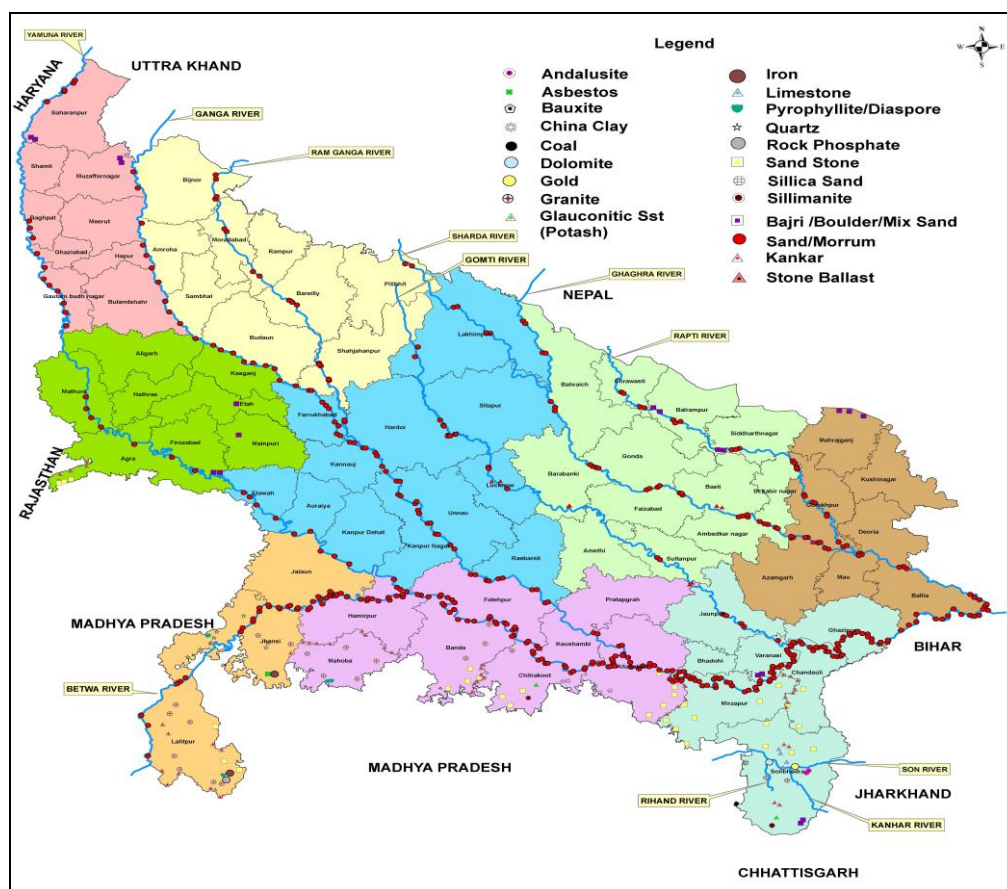 YAMUNA RIVER
UTTRA KHAND
HARYANA
GANGA RIVER
RAM GANGA RIVER
SHARDA RIVER
GOMTI RIVER
GHAGHRA RIVER
NEPAL
RAPTI RIVER
N
W
E
S
Legend
Andalusite
Asbestos
Bauxite
China Clay
Coal
Dolomite
Gold
Granite
Glauconitic Sst
(Potash)
Iron
Limestone
Pyrophyllite/Diaspore
Quartz
Rock Phosphate
Sand Stone
Sillica Sand
Sillimanite
Bajri /Boulder/Mix Sand
Sand/Morrum
Kankar
Stone Ballast
Saharanpur
Shamli
Muzaffarnagar
Baghpat
Meerut
Ghaziabad
Hapur
Gautam budh nagar
Bulandshahr
Bijnor
Amroha
Moradabad
Rampur
Sambhal
Bareilly
Pilibhit
Budaun
Shahjahanpur
Aligarh
Kasganj
Mathura
Hathras
Etah
Firozabad
Mainpuri
Agra
RAJASTHAN
Lakhimpur
Sitapur
Hardoi
Farrukhabad
Kannauj
Lucknow
Etawah
Auraiya
Unnao
Kanpur Dehat
Kanpur Nagar
Raebareli
Bahraich
Shrawasti
Balrampur
Siddharthnagar
Gonda
Barabanki
Basti
Faizabad
Ambedkar nagar
Amethi
Sultanpur
Mahrajganj
Kushinagar
Gorakhpur
Deoria
Azamgarh
Mau
Ballia
Jalaun
Jhansi
Lalitpur
Hamirpur
Mahoba
Banda
Fatehpur
Chitrakoot
Kaushambi
Pratapgrah
Jaunpur
Ghazipur
Varanasi
Bhadohi
Chandauli
Mirzapur
BIHAR
MADHYA PRADESH
BETWA RIVER
MADHYA PRADESH
Sonbhadra
SON RIVER
RIHAND RIVER
JHARKHAND
KANHAR RIVER
CHHATTISGARH